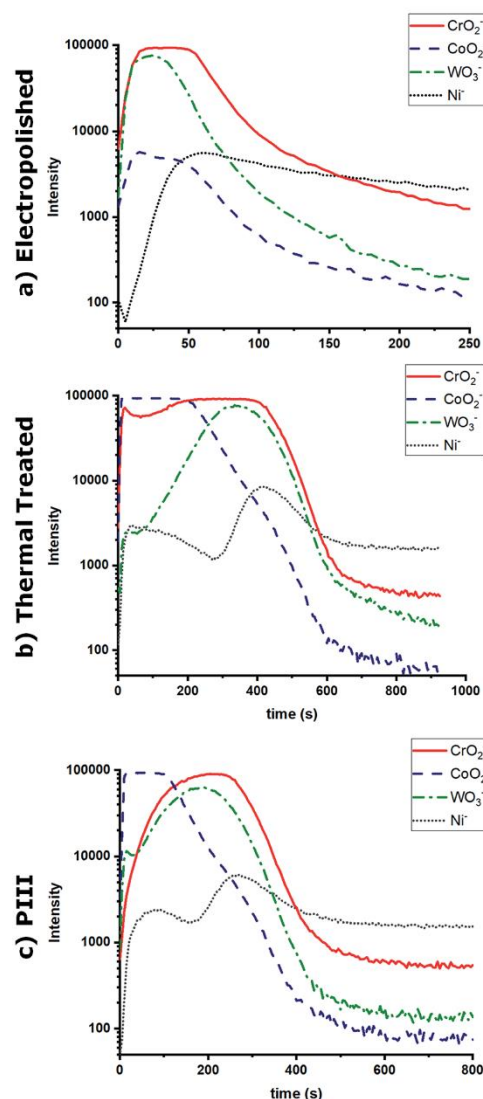 a) Electropolished
Intensity
100000
10000
1000
100
0
50
100
150
200
250
CrO₂⁻
CoO₂
WO₃⁻
Ni⁻
b) Thermal Treated
Intensity
100000
10000
1000
100
0
200
400
600
800
1000
time (s)
CrO₂⁻
CoO₂⁻
WO₃⁻
Ni⁻
c) PIII
Intensity
100000
10000
1000
100
0
200
400
600
800
time (s)
CrO₂
CoO₂
WO₃⁻
Ni⁻